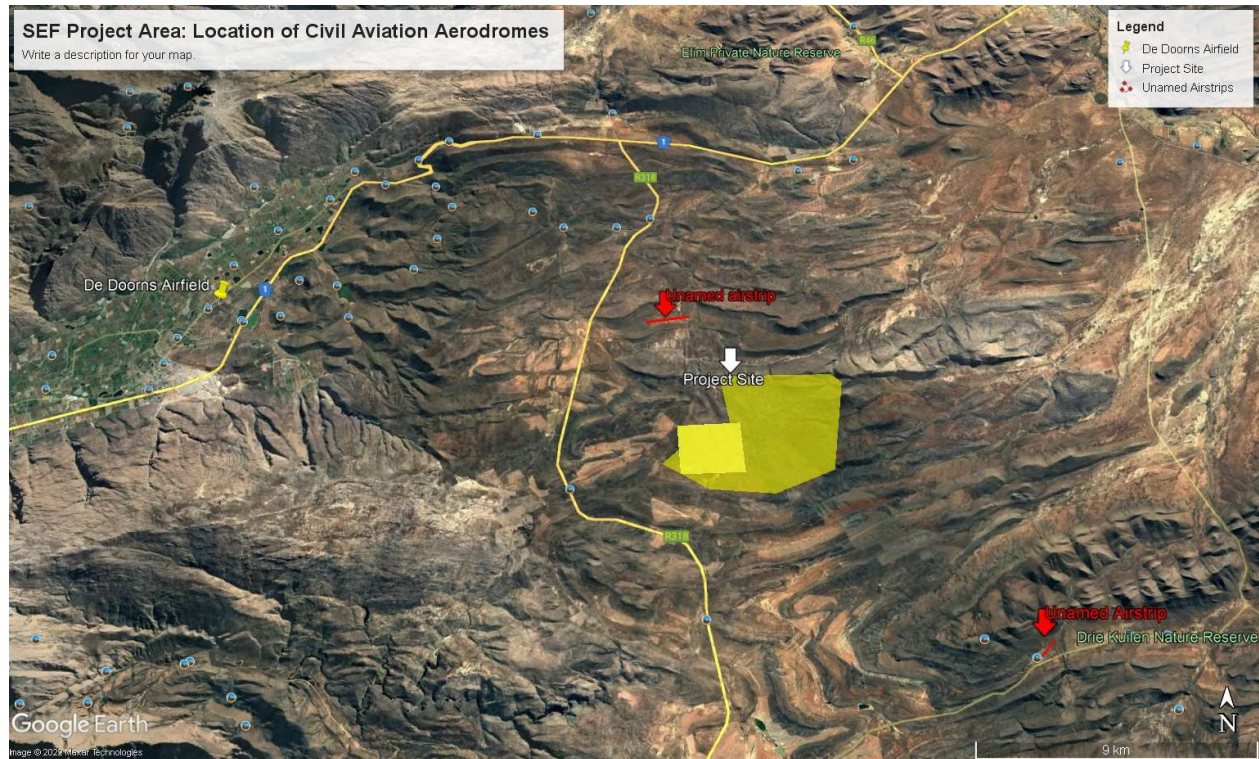 SEF Project Area: Location of Civil Aviation Aerodromes
Write a description for your map.
Legend
De Doorns Airfield
Project Site
Unamed Airstrips
Elim Private Nature Reserve
R46
1
R318
De Doorns Airfield
1
Unamed airstrip
Project Site
R318
Unamed Airstrip
Drie Kuilen Nature Reserve
Google Earth
N
Image © 2022 Maxar Technologies
9 km